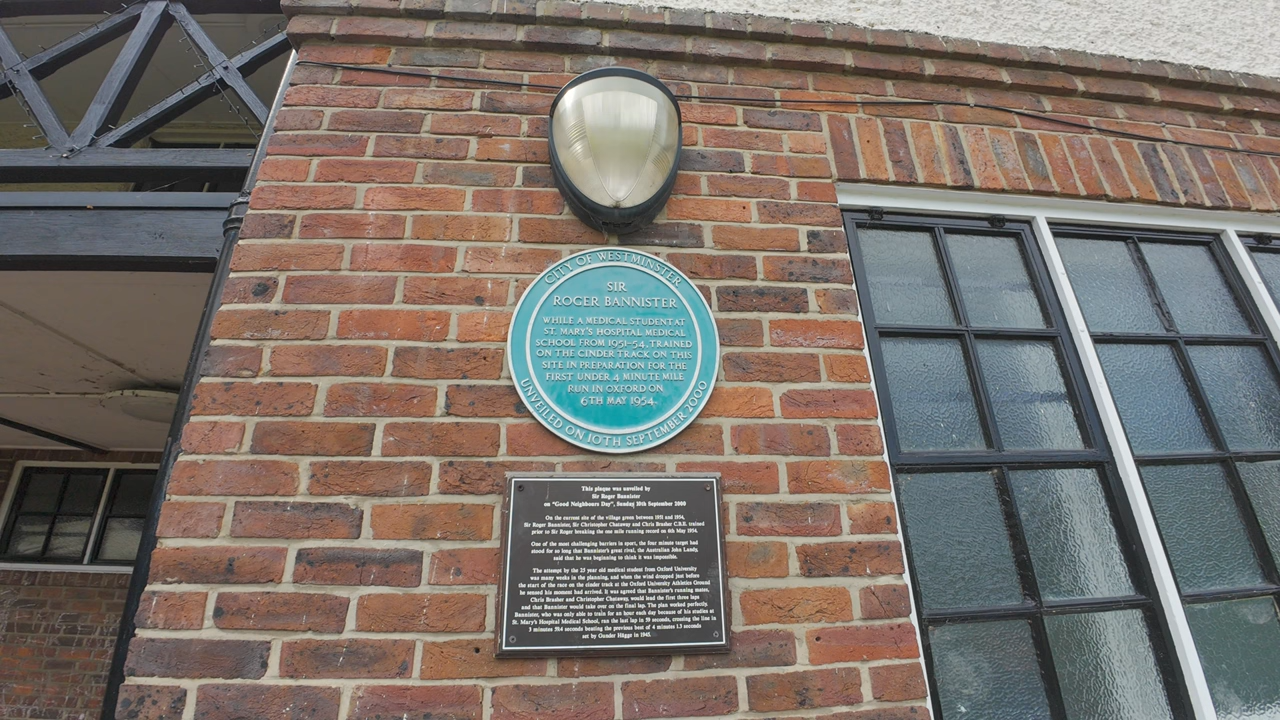 CITY OF WESTMINSTER
SIR
ROGER BANNISTER
WHILE A MEDICAL STUDENT AT
ST. MARY'S HOSPITAL MEDICAL
SCHOOL FROM 1951-54, TRAINED
ON THE CINDER TRACK ON THIS
SITE IN PREPARATION FOR THE
FIRST UNDER 4 MINUTE MILE
RUN IN OXFORD ON
6TH MAY 1954
UNVEILED ON 10TH SEPTEMBER 2000
This plaque was unveiled by
Sir Roger Bannister
on "Good Neighbours Day", Sunday 10th September 2000
On the current site of the village green between 1951 and 1954,
Sir Roger Bannister, Sir Christopher Chataway and Chris Brasher C.B.E. trained
prior to Sir Roger breaking the one mile running record on 6th May 1954.
One of the most challenging barriers in sport, the four minute target had
stood for so long that Bannister's great rival, the Australian John Landy,
said that he was beginning to think it was impossible.
The attempt by the 25 year old medical student from Oxford University
was many weeks in the planning, and when the wind dropped just before
the start of the race on the cinder track at the Oxford University Athletics Ground
he sensed his moment had arrived. It was agreed that Bannister's running mates,
Chris Brasher and Christopher Chataway, would lead the first three laps
and that Bannister would take over on the final lap. The plan worked perfectly.
Bannister, who was only able to train for an hour each day because of his studies at
St. Mary's Hospital Medical School, ran the last lap in 59 seconds, crossing the line in
3 minutes 59.4 seconds beating the previous best of 4 minutes 1.3 seconds
set by Gunder Hägg in 1945.